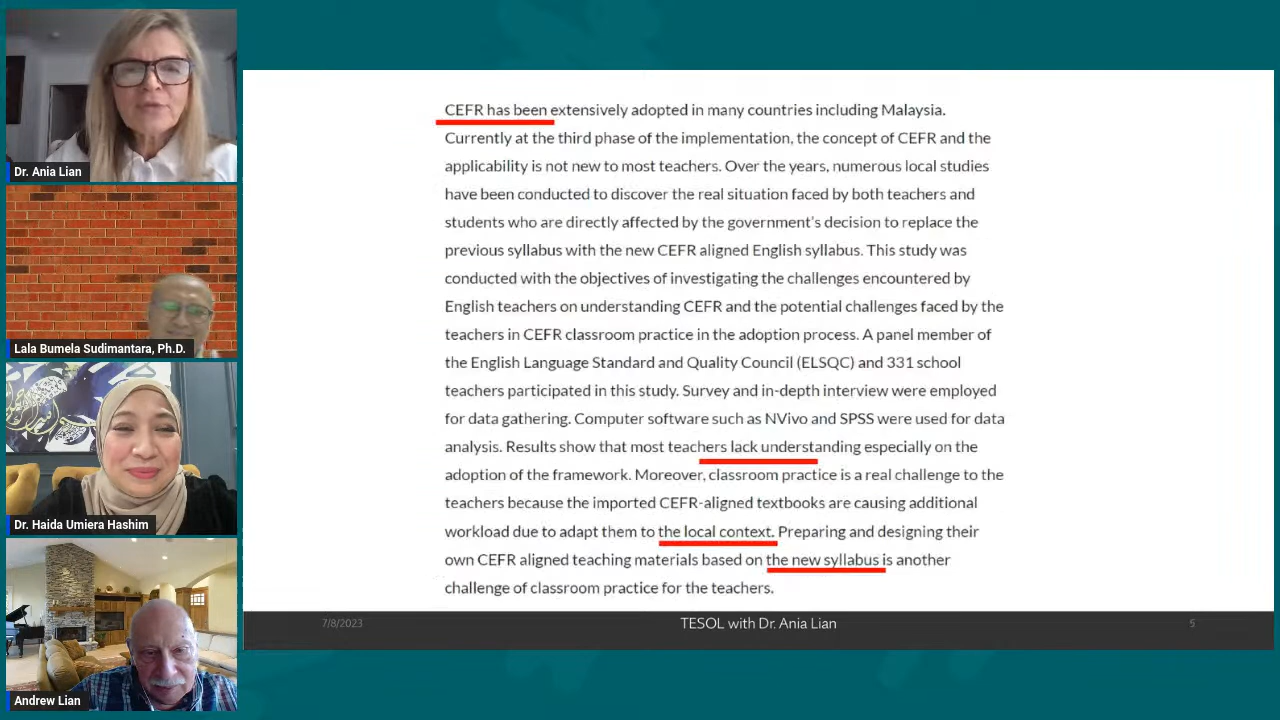 Dr. Ania Lian
Lala Bumela Sudimantara, Ph.D.
Dr. Haida Umiera Hashim
Andrew Lian
CEFR has been extensively adopted in many countries including Malaysia.
Currently at the third phase of the implementation, the concept of CEFR and the
applicability is not new to most teachers. Over the years, numerous local studies
have been conducted to discover the real situation faced by both teachers and
students who are directly affected by the government's decision to replace the
previous syllabus with the new CEFR aligned English syllabus. This study was
conducted with the objectives of investigating the challenges encountered by
English teachers on understanding CEFR and the potential challenges faced by the
teachers in CEFR classroom practice in the adoption process. A panel member of
the English Language Standard and Quality Council (ELSQC) and 331 school
teachers participated in this study. Survey and in-depth interview were employed
for data gathering. Computer software such as NVivo and SPSS were used for data
analysis. Results show that most teachers lack understanding especially on the
adoption of the framework. Moreover, classroom practice is a real challenge to the
teachers because the imported CEFR-aligned textbooks are causing additional
workload due to adapt them to the local context. Preparing and designing their
own CEFR aligned teaching materials based on the new syllabus is another
challenge of classroom practice for the teachers.
7/8/2023
TESOL with Dr. Ania Lian
5